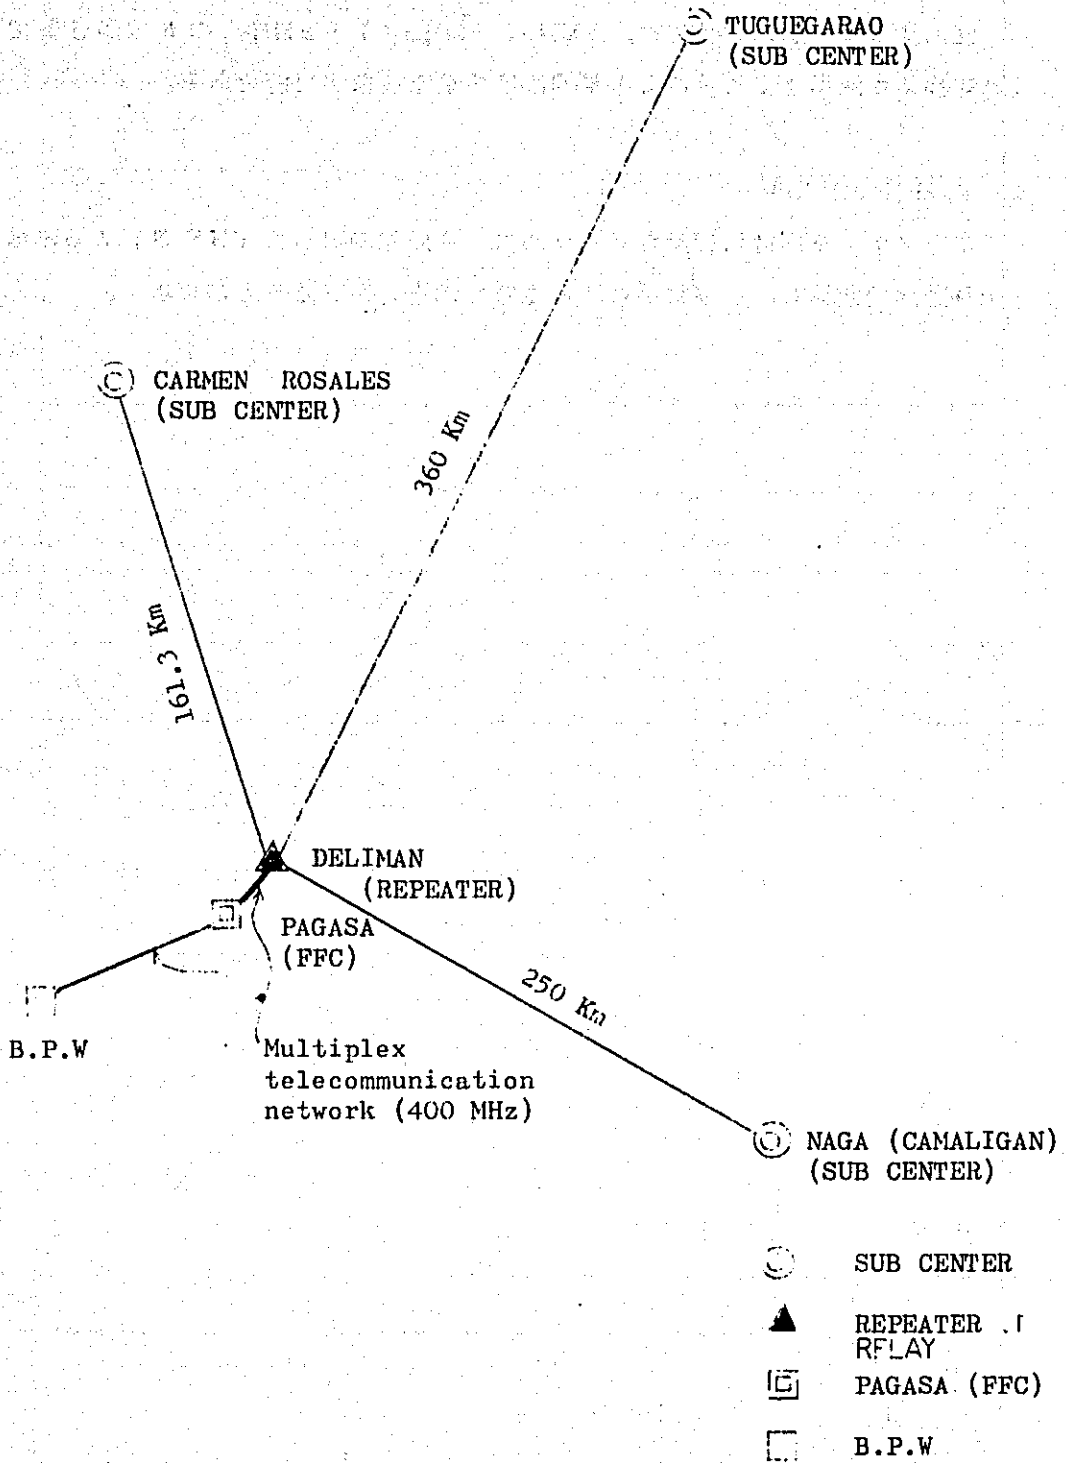 TUGUEGARAO
(SUB CENTER)
CARMEN ROSALES
(SUB CENTER)
360 Km
161.3 Km
DELIMAN
(REPEATER)
PAGASA
(FFC)
250 Km
B.P.W
Multiplex
telecommunication
network (400 MHz)
NAGA (CAMALIGAN)
(SUB CENTER)
SUB CENTER
REPEATER
RELAY
PAGASA (FFC)
B.P.W